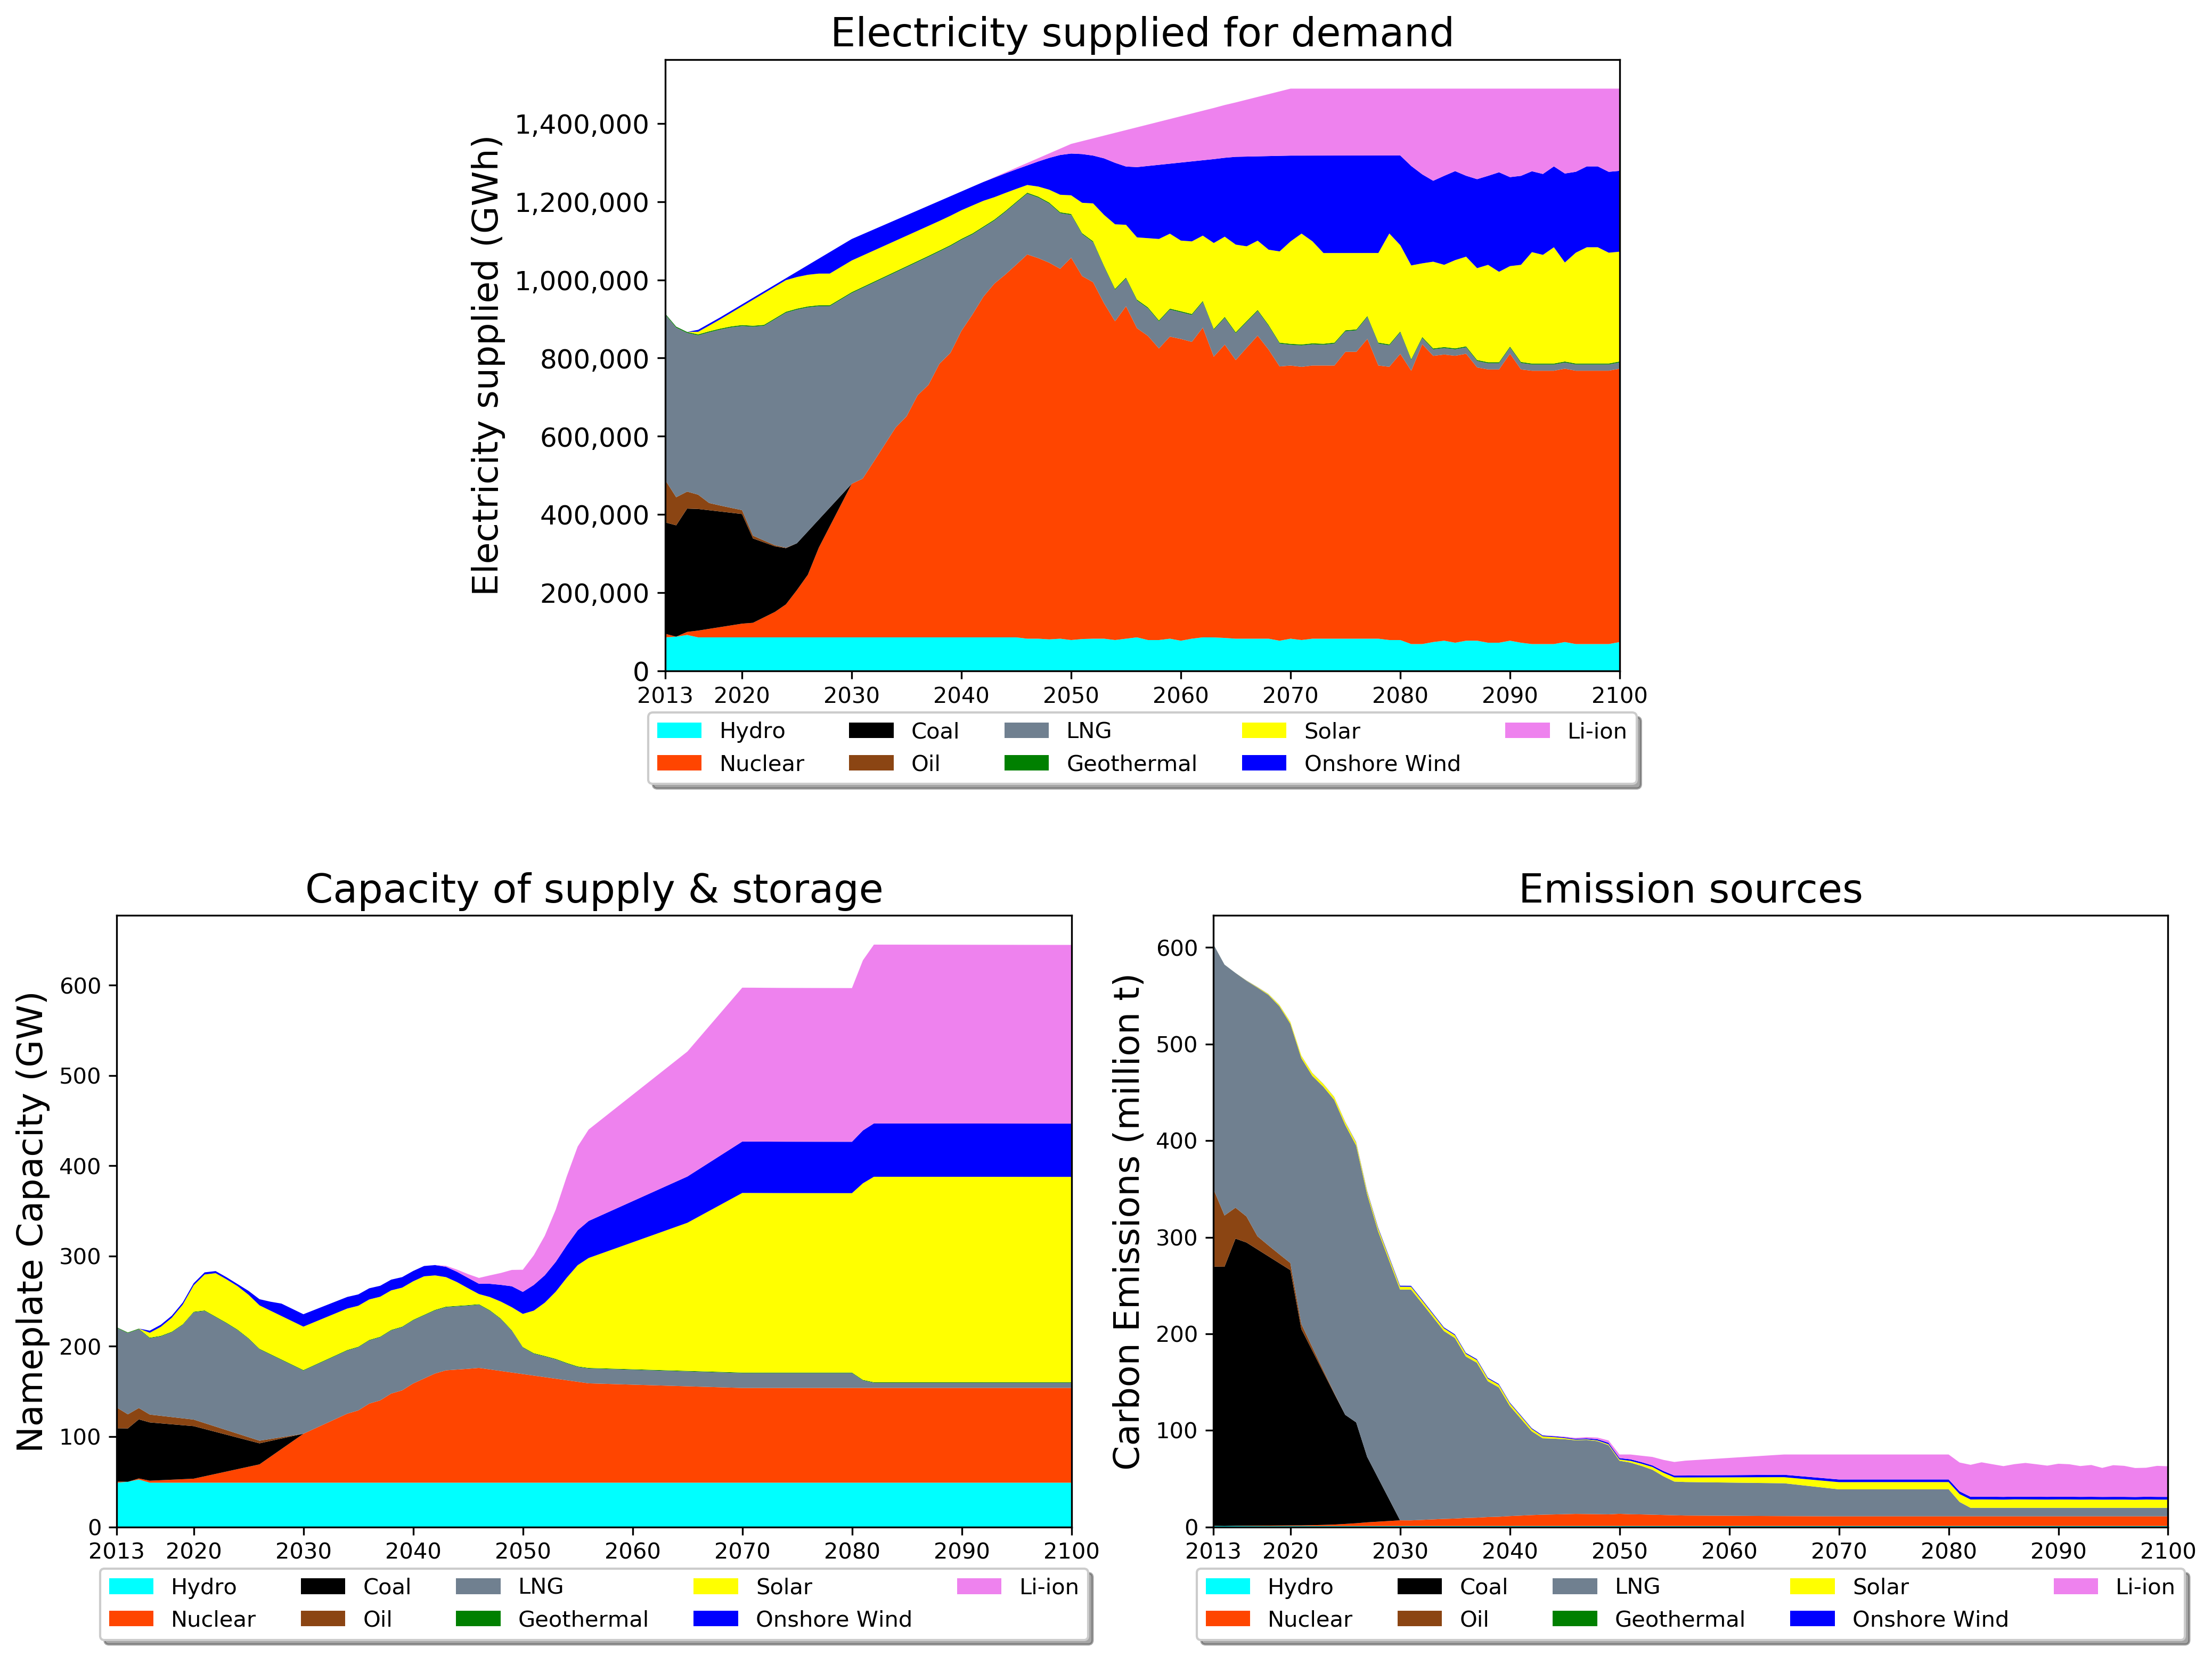 Electricity supplied for demand
Electricity supplied (GWh)
1,400,000
1,200,000
1,000,000
800,000
600,000
400,000
200,000
0
2013 2020 2030 2040 2050 2060 2070 2080 2090 2100
Hydro Coal LNG Solar Li-ion
Nuclear Oil Geothermal Onshore Wind
Capacity of supply & storage
Nameplate Capacity (GW)
600
500
400
300
200
100
0
2013 2020 2030 2040 2050 2060 2070 2080 2090 2100
Hydro Coal LNG Solar Li-ion
Nuclear Oil Geothermal Onshore Wind
Emission sources
Carbon Emissions (million t)
600
500
400
300
200
100
0
2013 2020 2030 2040 2050 2060 2070 2080 2090 2100
Hydro Coal LNG Solar Li-ion
Nuclear Oil Geothermal Onshore Wind